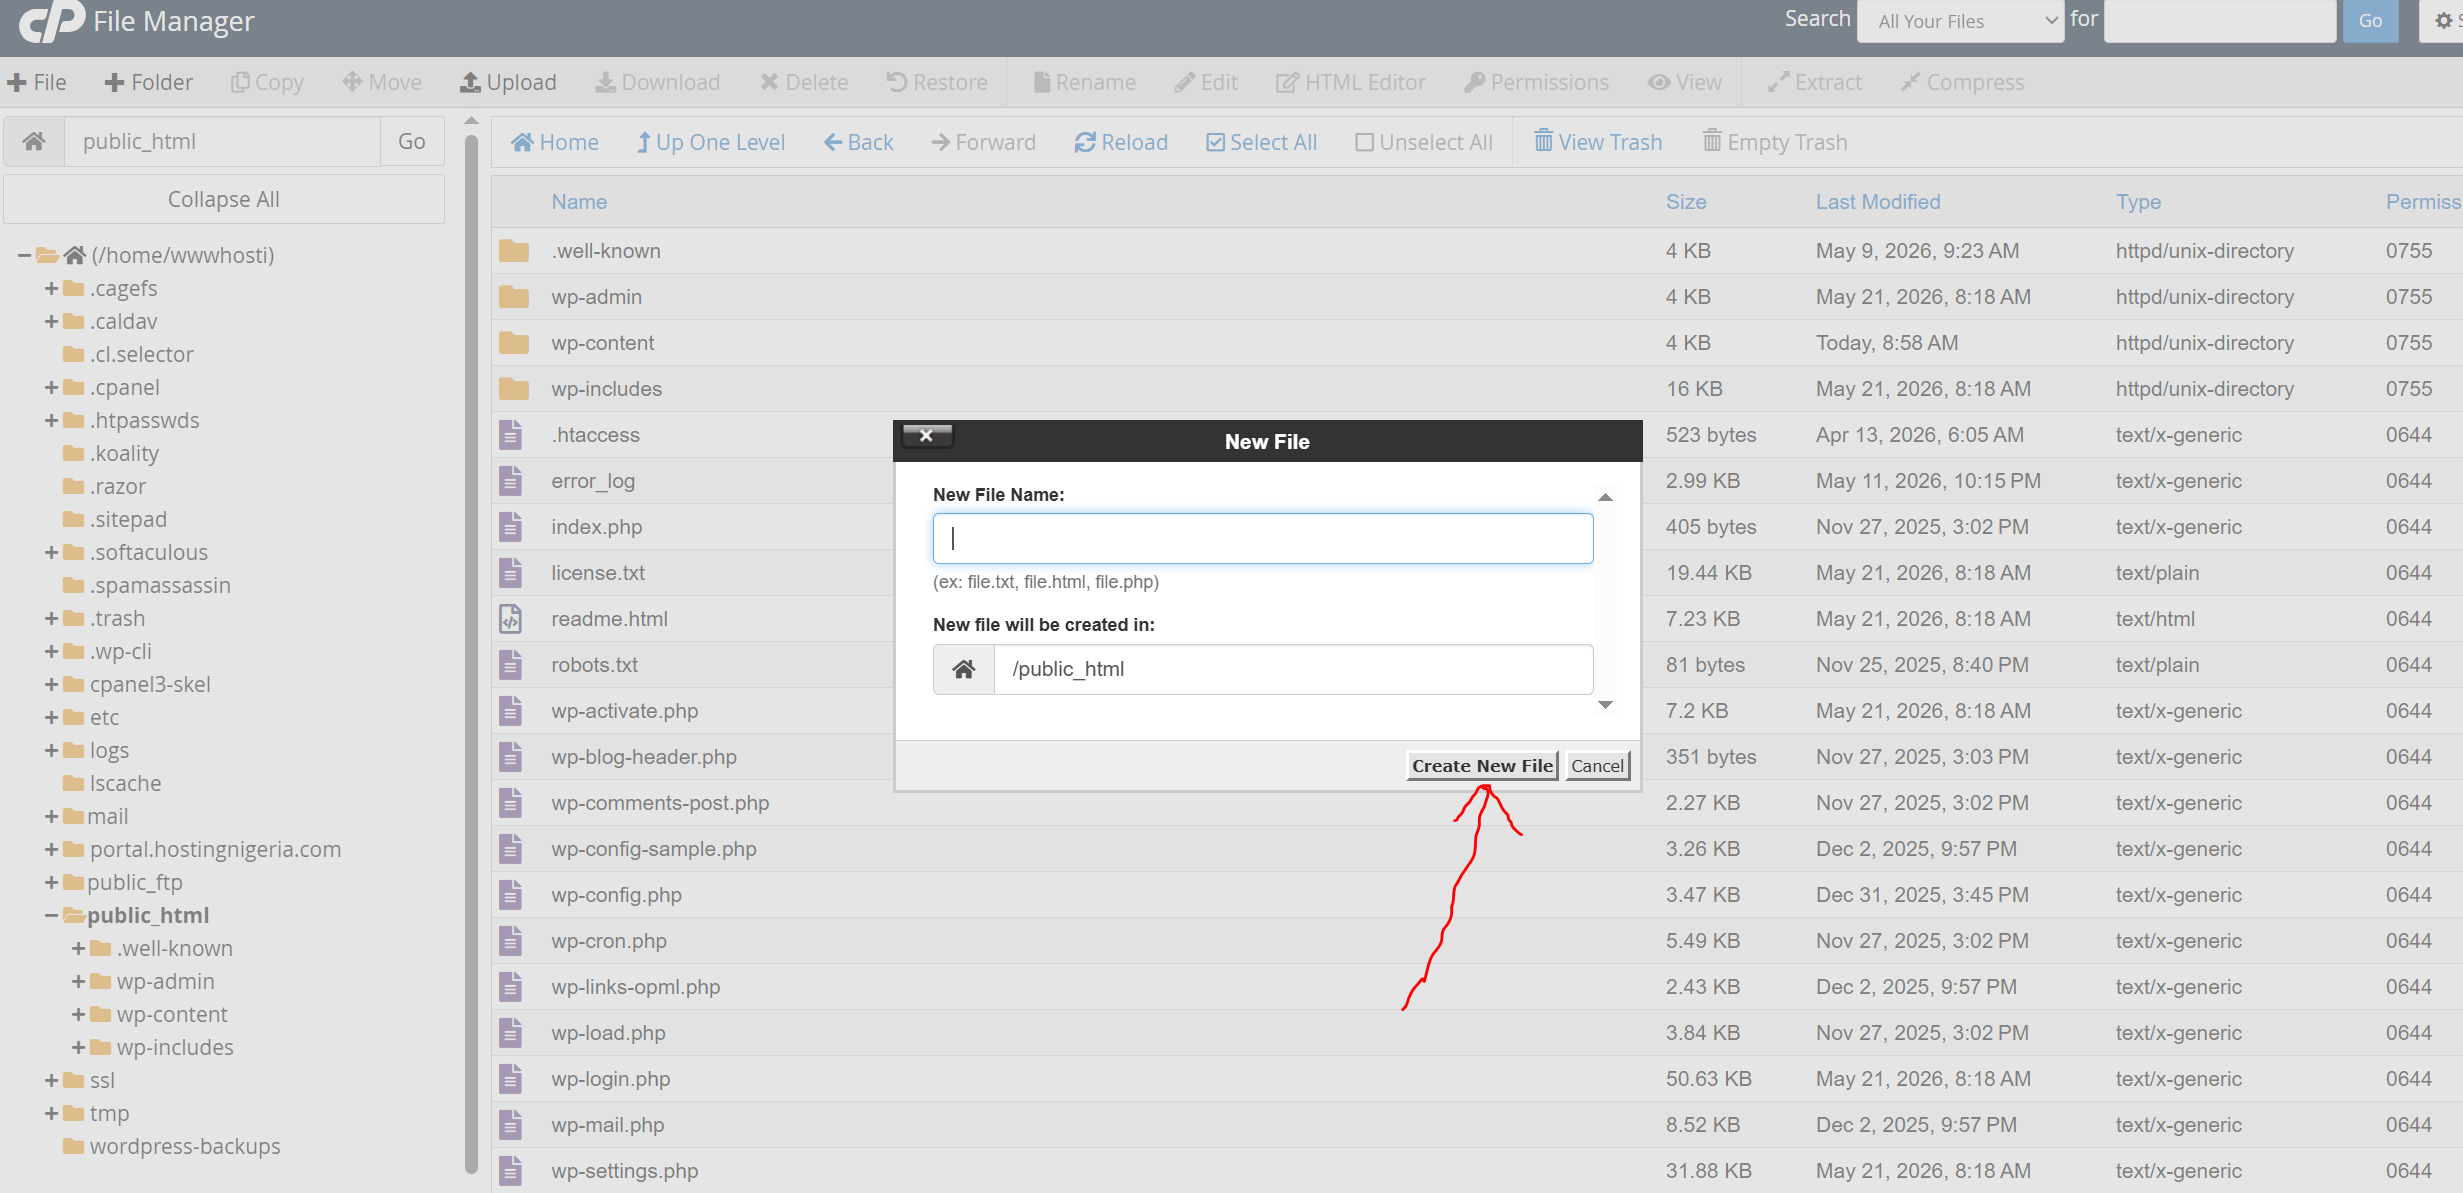 cP File Manager Search All Your Files for Go
File Folder Copy Move Upload Download Delete Restore Rename Edit HTML Editor Permissions View Extract Compress
public_html Go
Home Up One Level Back Forward Reload Select All Unselect All View Trash Empty Trash
Collapse All
(/home/wwwhosti)
.cagefs
.caldav
.cl.selector
.cpanel
.htpasswds
.koality
.razor
.sitepad
.softaculous
.spamassassin
.trash
.wp-cli
cpanel3-skel
etc
logs
lscache
mail
portal.hostingnigeria.com
public_ftp
public_html
.well-known
wp-admin
wp-content
wp-includes
ssl
tmp
wordpress-backups
Name Size Last Modified Type Permiss
.well-known 4 KB May 9, 2026, 9:23 AM httpd/unix-directory 0755
wp-admin 4 KB May 21, 2026, 8:18 AM httpd/unix-directory 0755
wp-content 4 KB Today, 8:58 AM httpd/unix-directory 0755
wp-includes 16 KB May 21, 2026, 8:18 AM httpd/unix-directory 0755
.htaccess 523 bytes Apr 13, 2026, 6:05 AM text/x-generic 0644
error_log 2.99 KB May 11, 2026, 10:15 PM text/x-generic 0644
index.php 405 bytes Nov 27, 2025, 3:02 PM text/x-generic 0644
license.txt 19.44 KB May 21, 2026, 8:18 AM text/plain 0644
readme.html 7.23 KB May 21, 2026, 8:18 AM text/html 0644
robots.txt 81 bytes Nov 25, 2025, 8:40 PM text/plain 0644
wp-activate.php 7.2 KB May 21, 2026, 8:18 AM text/x-generic 0644
wp-blog-header.php 351 bytes Nov 27, 2025, 3:03 PM text/x-generic 0644
wp-comments-post.php 2.27 KB Nov 27, 2025, 3:02 PM text/x-generic 0644
wp-config-sample.php 3.26 KB Dec 2, 2025, 9:57 PM text/x-generic 0644
wp-config.php 3.47 KB Dec 31, 2025, 3:45 PM text/x-generic 0644
wp-cron.php 5.49 KB Nov 27, 2025, 3:02 PM text/x-generic 0644
wp-links-opml.php 2.43 KB Dec 2, 2025, 9:57 PM text/x-generic 0644
wp-load.php 3.84 KB Nov 27, 2025, 3:02 PM text/x-generic 0644
wp-login.php 50.63 KB May 21, 2026, 8:18 AM text/x-generic 0644
wp-mail.php 8.52 KB Dec 2, 2025, 9:57 PM text/x-generic 0644
wp-settings.php 31.88 KB May 21, 2026, 8:18 AM text/x-generic 0644
New File
New File Name:
(ex: file.txt, file.html, file.php)
New file will be created in:
/public_html
Create New File Cancel